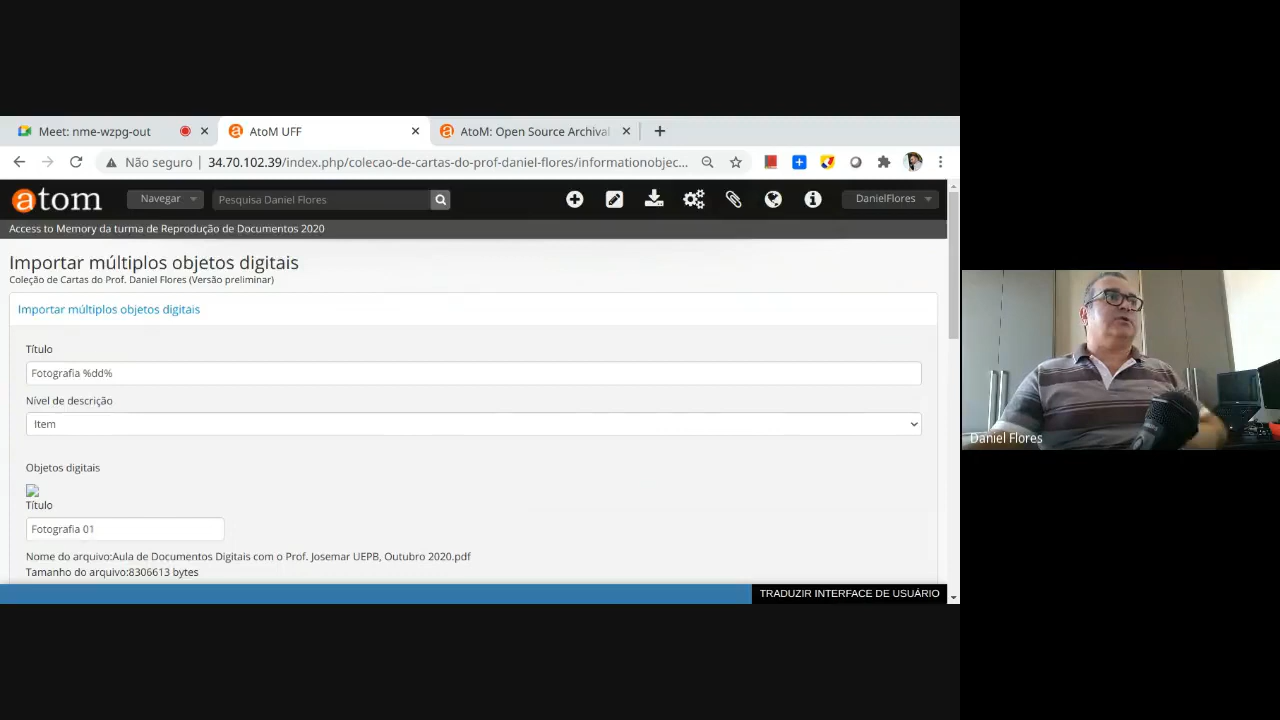 Meet: nme-wzpg-out
AtoM UFF
AtoM: Open Source Archival
Não seguro
34.70.102.39/index.php/colecao-de-cartas-do-prof-daniel-flores/informationobjec...
atom
Navegar
Pesquisa Daniel Flores
DanielFlores
Access to Memory da turma de Reprodução de Documentos 2020
Importar múltiplos objetos digitais
Coleção de Cartas do Prof. Daniel Flores (Versão preliminar)
Importar múltiplos objetos digitais
Título
Fotografia %dd%
Nível de descrição
Item
Objetos digitais
Título
Fotografia 01
Nome do arquivo:Aula de Documentos Digitais com o Prof. Josemar UEPB, Outubro 2020.pdf
Tamanho do arquivo:8306613 bytes
TRADUZIR INTERFACE DE USUÁRIO
Daniel Flores